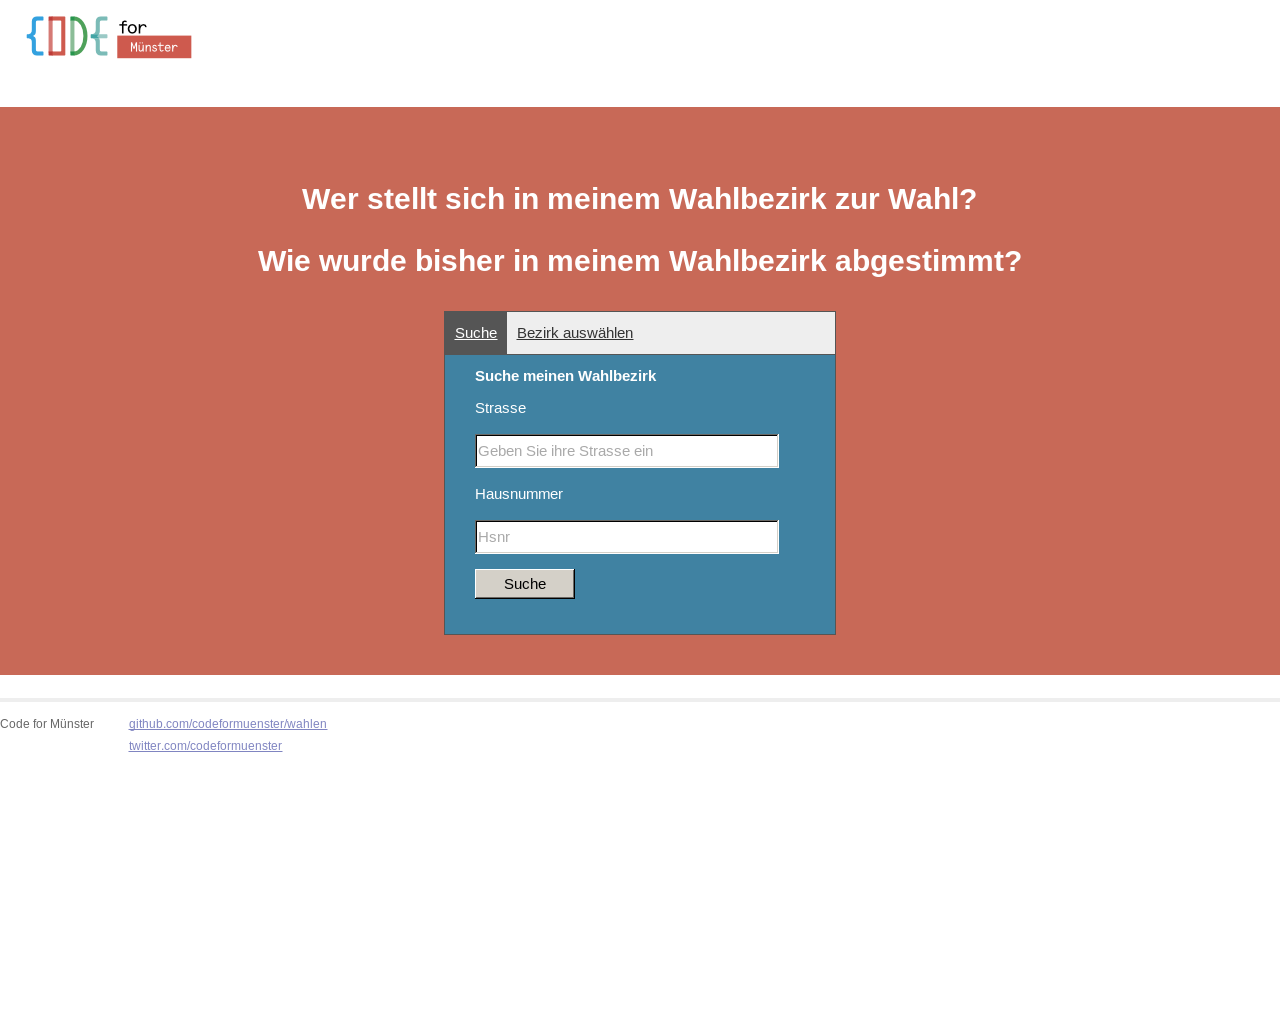 CODE for
Münster
Wer stellt sich in meinem Wahlbezirk zur Wahl?
Wie wurde bisher in meinem Wahlbezirk abgestimmt?
Suche Bezirk auswählen
Suche meinen Wahlbezirk
Strasse
Geben Sie ihre Strasse ein
Hausnummer
Hsnr
Suche
Code for Münster github.com/codeformuenster/wahlen
twitter.com/codeformuenster